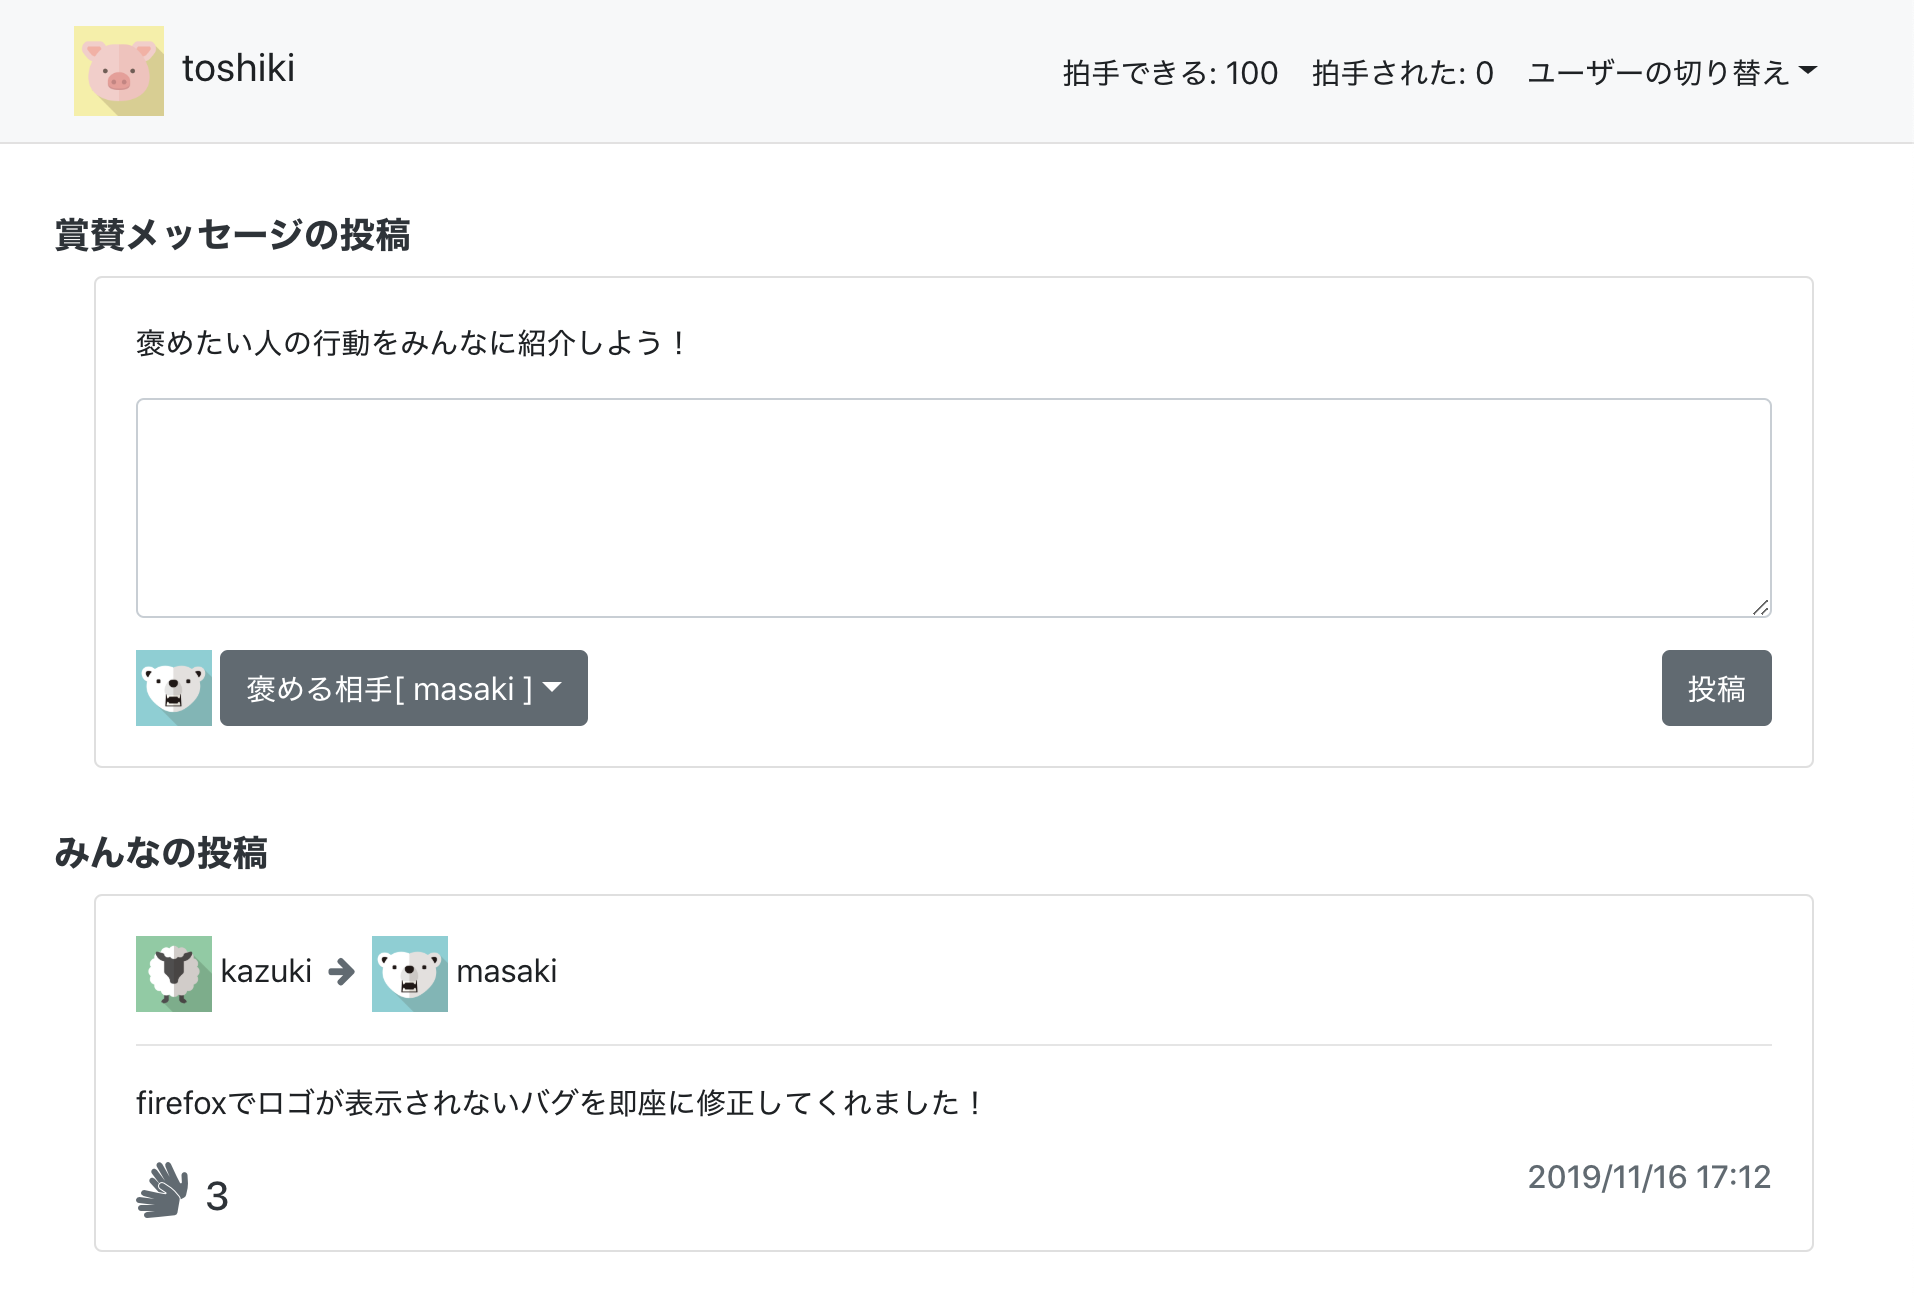 toshiki
拍手できる: 100 拍手された: 0 ユーザーの切り替え
賞賛メッセージの投稿
褒めたい人の行動をみんなに紹介しよう！
褒める相手[ masaki ]
投稿
みんなの投稿
kazuki masaki
firefoxでロゴが表示されないバグを即座に修正してくれました！
3
2019/11/16 17:12